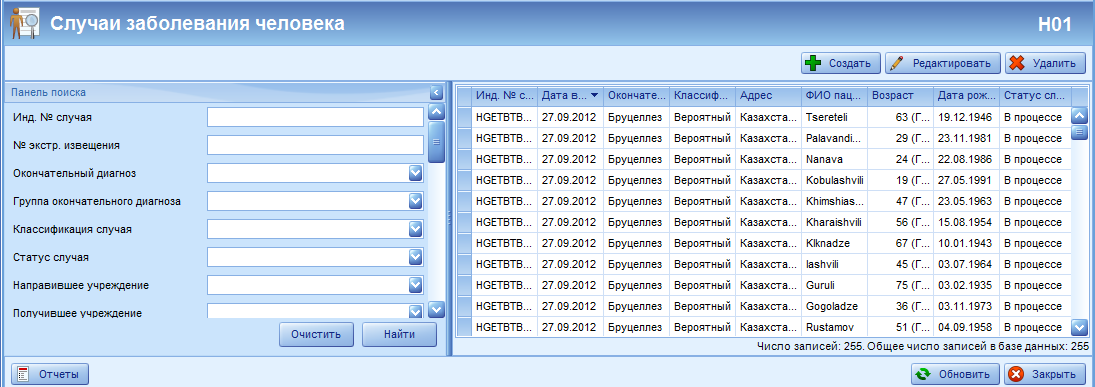 Случаи заболевания человека H01
Создать Редактировать Удалить
Панель поиска
Инд. № случая
№ экстр. извещения
Окончательный диагноз
Группа окончательного диагноза
Классификация случая
Статус случая
Направившее учреждение
Получившее учреждение
Очистить Найти
Инд. № с... Дата в... Окончате... Классиф... Адрес ФИО пац... Возраст Дата рож... Статус сл...
HGETBTB... 27.09.2012 Бруцеллез Вероятный Казахста... Tsereteli 63 (Г... 19.12.1946 В процессе
HGETBTB... 27.09.2012 Бруцеллез Вероятный Казахста... Palavandi... 29 (Г... 23.11.1981 В процессе
HGETBTB... 27.09.2012 Бруцеллез Вероятный Казахста... Nanava 24 (Г... 22.08.1986 В процессе
HGETBTB... 27.09.2012 Бруцеллез Вероятный Казахста... Kobulashvili 19 (Г... 27.05.1991 В процессе
HGETBTB... 27.09.2012 Бруцеллез Вероятный Казахста... Khimshias... 47 (Г... 23.05.1963 В процессе
HGETBTB... 27.09.2012 Бруцеллез Вероятный Казахста... Kharaishvili 56 (Г... 15.08.1954 В процессе
HGETBTB... 27.09.2012 Бруцеллез Вероятный Казахста... Klknadze 67 (Г... 10.01.1943 В процессе
HGETBTB... 27.09.2012 Бруцеллез Вероятный Казахста... Iashvili 45 (Г... 03.07.1964 В процессе
HGETBTB... 27.09.2012 Бруцеллез Вероятный Казахста... Guruli 75 (Г... 03.02.1935 В процессе
HGETBTB... 27.09.2012 Бруцеллез Вероятный Казахста... Gogoladze 36 (Г... 03.11.1973 В процессе
HGETBTB... 27.09.2012 Бруцеллез Вероятный Казахста... Rustamov 51 (Г... 04.09.1958 В процессе
Число записей: 255. Общее число записей в базе данных: 255
Отчеты Обновить Закрыть